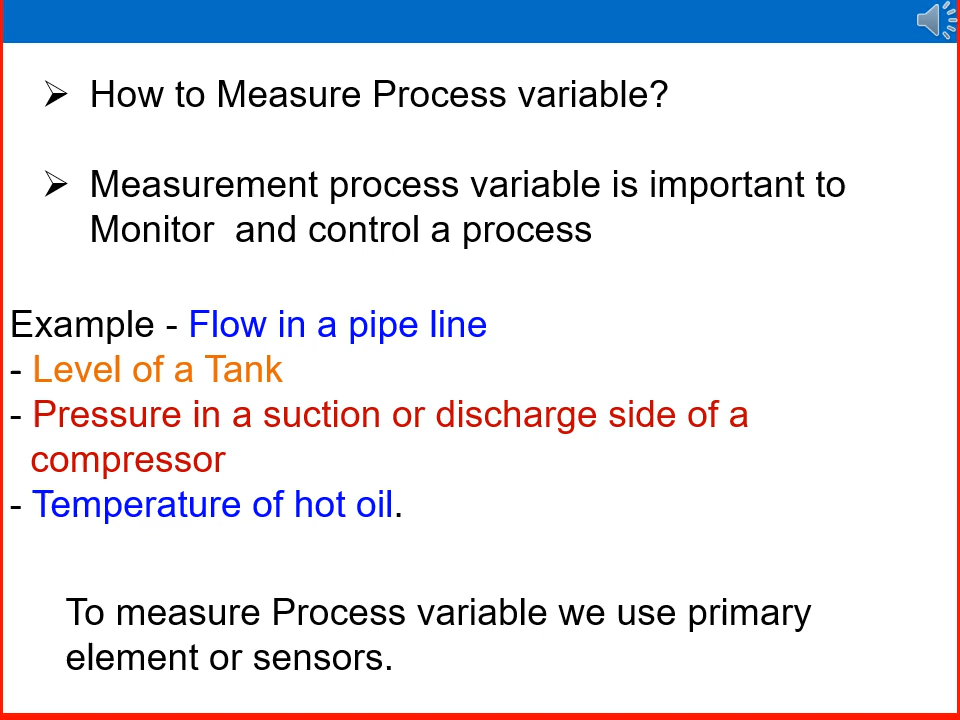 ➢ How to Measure Process variable?
➢ Measurement process variable is important to
Monitor  and control a process
Example - Flow in a pipe line
- Level of a Tank
- Pressure in a suction or discharge side of a
compressor
- Temperature of hot oil.
To measure Process variable we use primary
element or sensors.